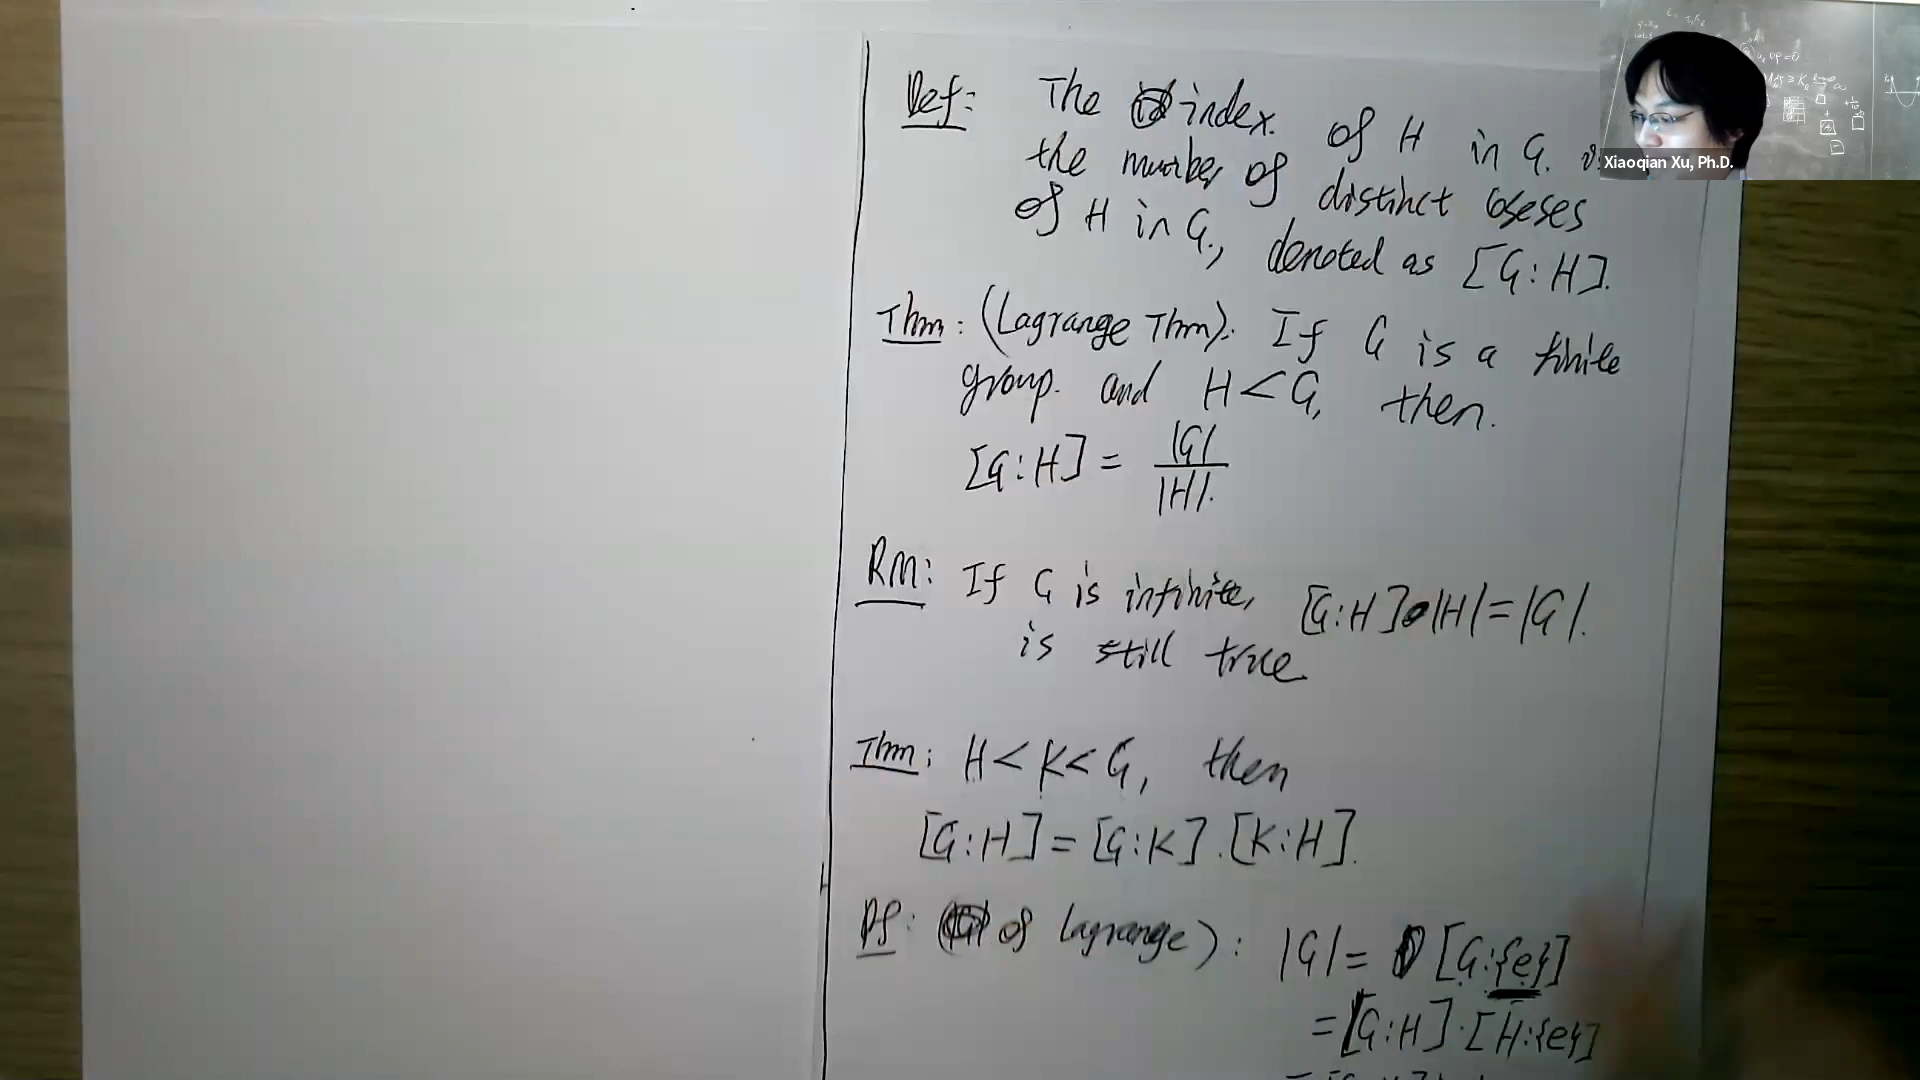 Def: The index. of H in G.
the number of distinct coseses
of H in G., denoted as [G:H].
Thm: (Lagrange Thm). If G is a finite
group. and H<G, then.
[G:H] = |G| / |H|.
RM: If G is infinite, [G:H]·|H|=|G|.
is still true
Thm: H<K<G, then
[G:H] = [G:K].[K:H].
Pf: (of Lagrange): |G| = [G:{e}]
= [G:H]·[H:{e}]
Xiaoqian Xu, Ph.D.